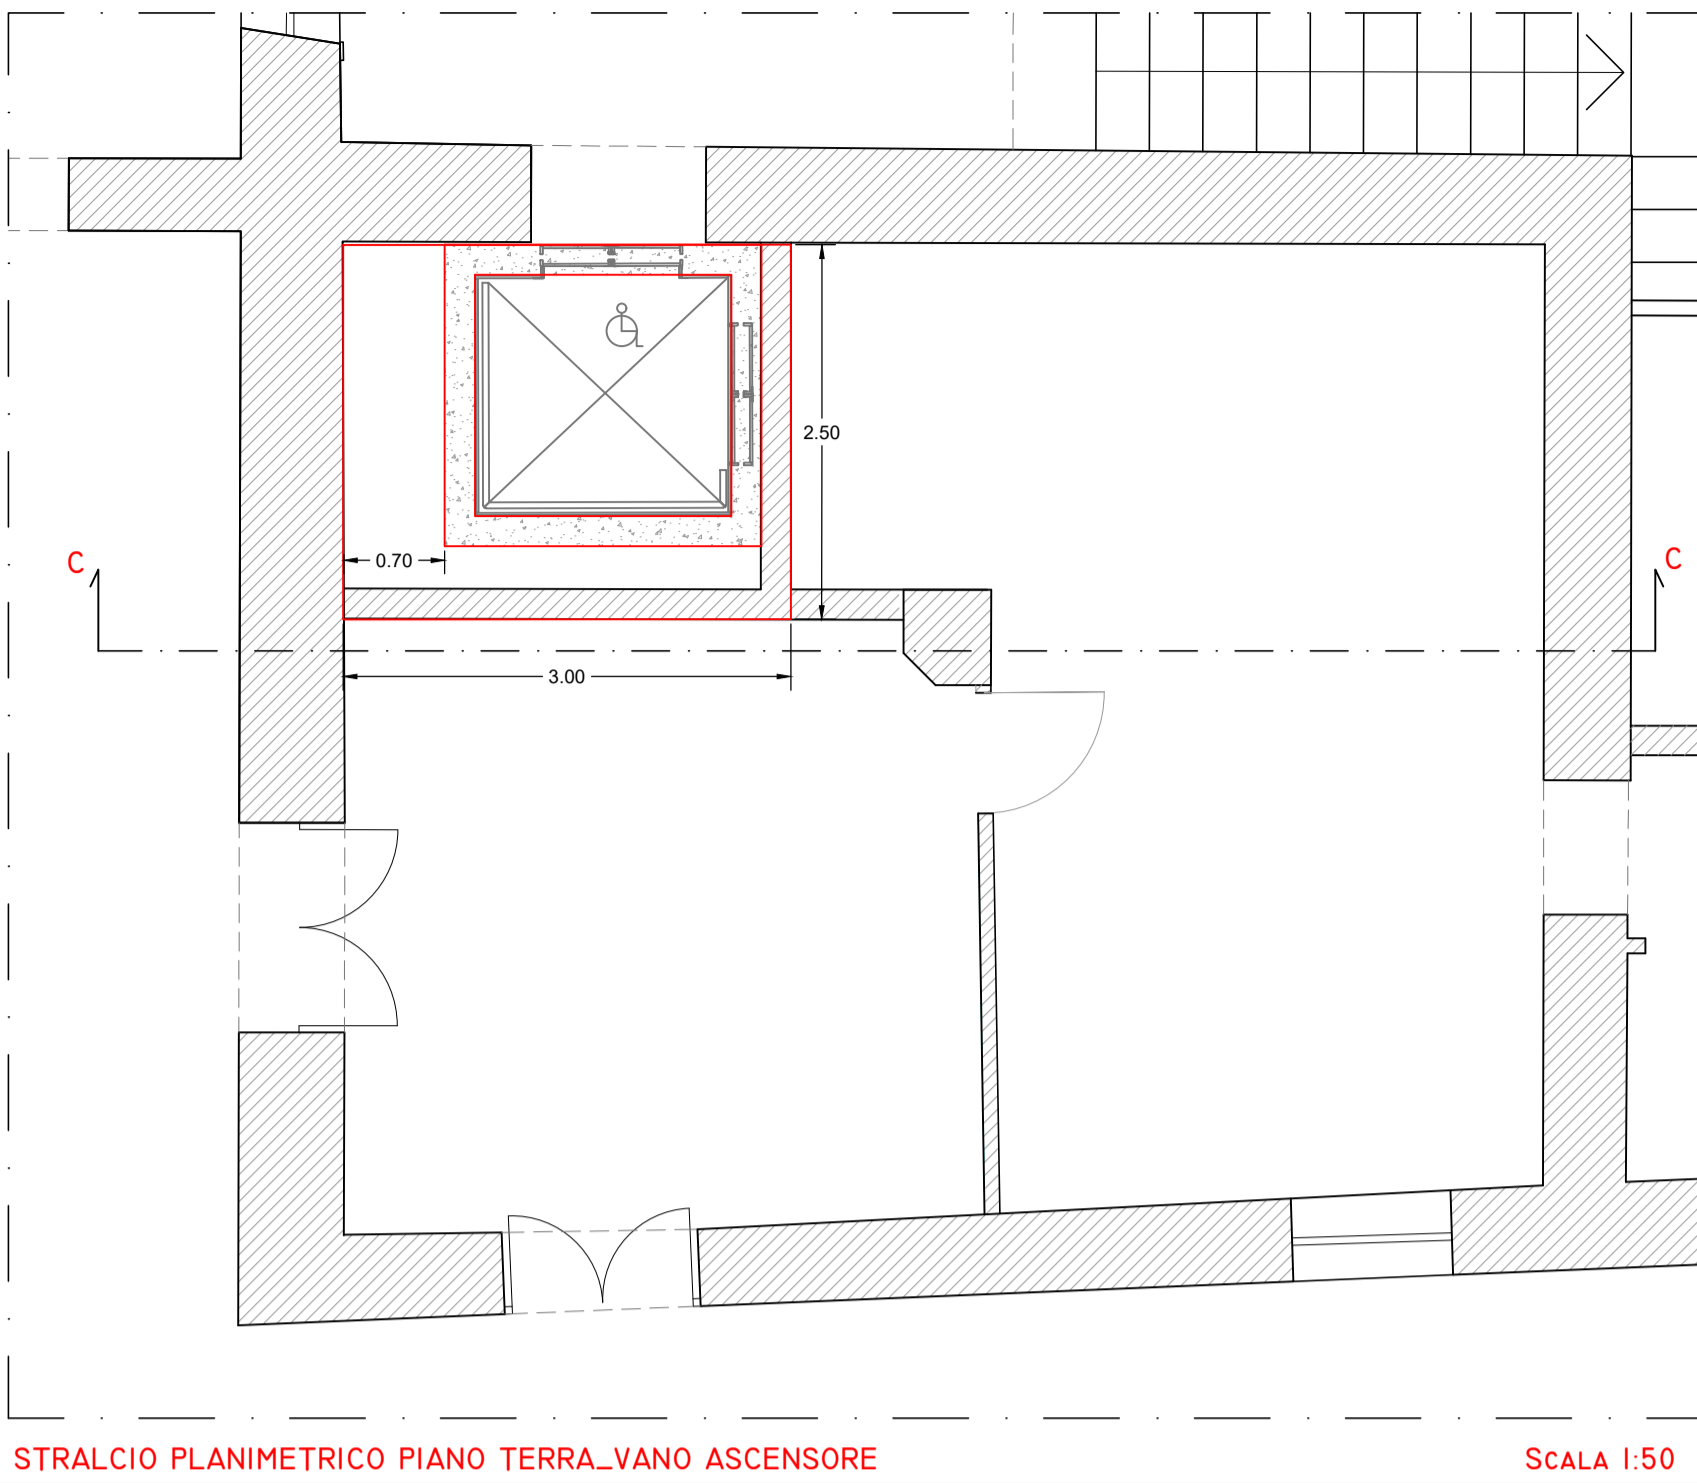 2.50
C
0.70
C
3.00
STRALCIO PLANIMETRICO PIANO TERRA_VANO ASCENSORE
SCALA 1:50